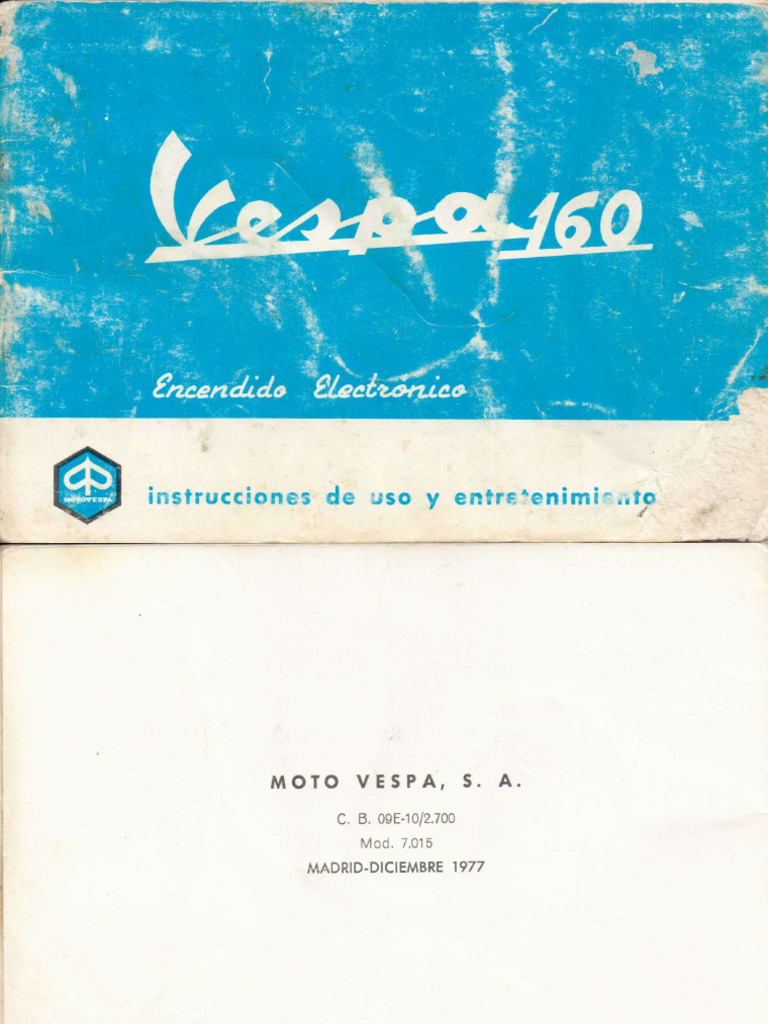 Vespa 160
Encendido Electronico
MOTOVESPA
instrucciones de uso y entretenimiento
MOTO VESPA, S. A.
C. B. 09E-10/2.700
Mod. 7.015
MADRID-DICIEMBRE 1977